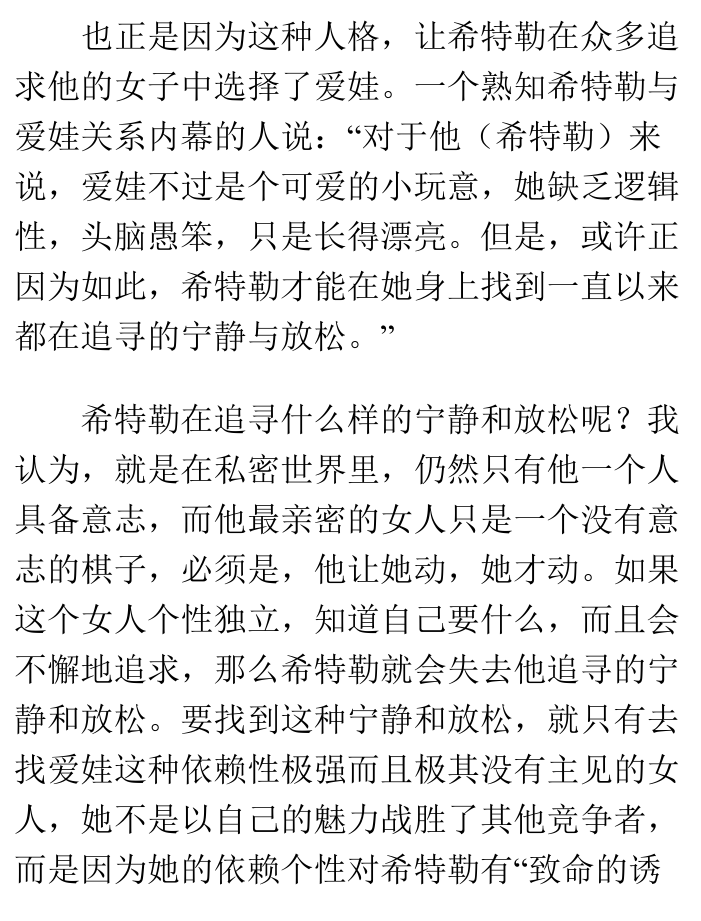 也正是因为这种人格，让希特勒在众多追
求他的女子中选择了爱娃。一个熟知希特勒与
爱娃关系内幕的人说：“对于他（希特勒）来
说，爱娃不过是个可爱的小玩意，她缺乏逻辑
性，头脑愚笨，只是长得漂亮。但是，或许正
因为如此，希特勒才能在她身上找到一直以来
都在追寻的宁静与放松。”
希特勒在追寻什么样的宁静和放松呢？我
认为，就是在私密世界里，仍然只有他一个人
具备意志，而他最亲密的女人只是一个没有意
志的棋子，必须是，他让她动，她才动。如果
这个女人个性独立，知道自己要什么，而且会
不懈地追求，那么希特勒就会失去他追寻的宁
静和放松。要找到这种宁静和放松，就只有去
找爱娃这种依赖性极强而且极其没有主见的女
人，她不是以自己的魅力战胜了其他竞争者，
而是因为她的依赖个性对希特勒有“致命的诱